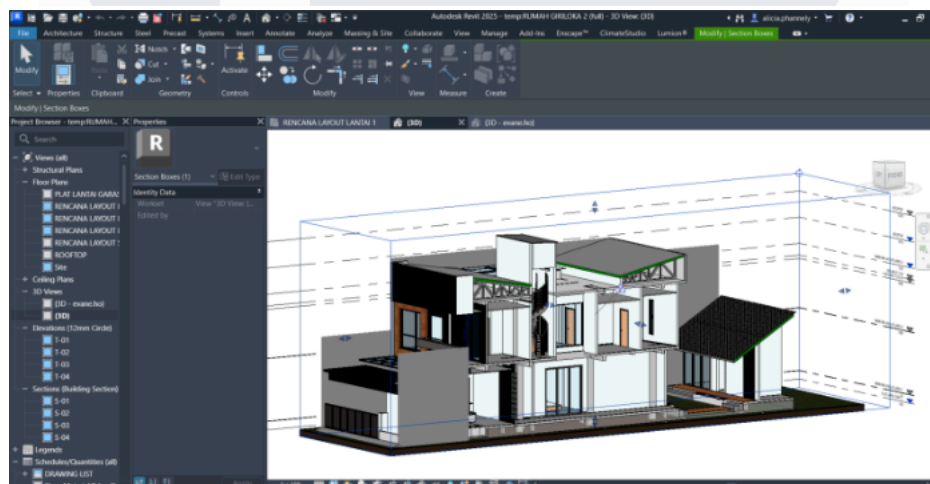 Autodesk Revit 2025 - temp:RUMAH GIRILOKA 2 (full) - 3D View: {3D}
alicia.phannely
File Architecture Structure Steel Precast Systems Insert Annotate Analyze Massing & Site Collaborate View Manage Add-Ins Enscape™ ClimateStudio Lumion® Modify | Section Boxes
Modify
Notch
Cut
Join
Activate
Select Properties Clipboard Geometry Controls Modify View Measure Create
Modify | Section Boxes
Project Browser - temp:RUMAH... Properties
RENCANA LAYOUT LANTAI 1 {3D} {3D - evane.ho}
Search
R
Views (all)
Structural Plans
Section Boxes (1) Edit Type
Floor Plans
Identity Data
PLAT LANTAI GARAS
Workset View "3D View: {...
RENCANA LAYOUT
Edited by
RENCANA LAYOUT
RENCANA LAYOUT
RENCANA LAYOUT
ROOFTOP
Site
Ceiling Plans
3D Views
{3D - evane.ho}
{3D}
Elevations (12mm Circle)
T-01
T-02
T-03
T-04
Sections (Building Section)
S-01
S-02
S-03
S-04
Legends
Schedules/Quantities (all)
DRAWING LIST